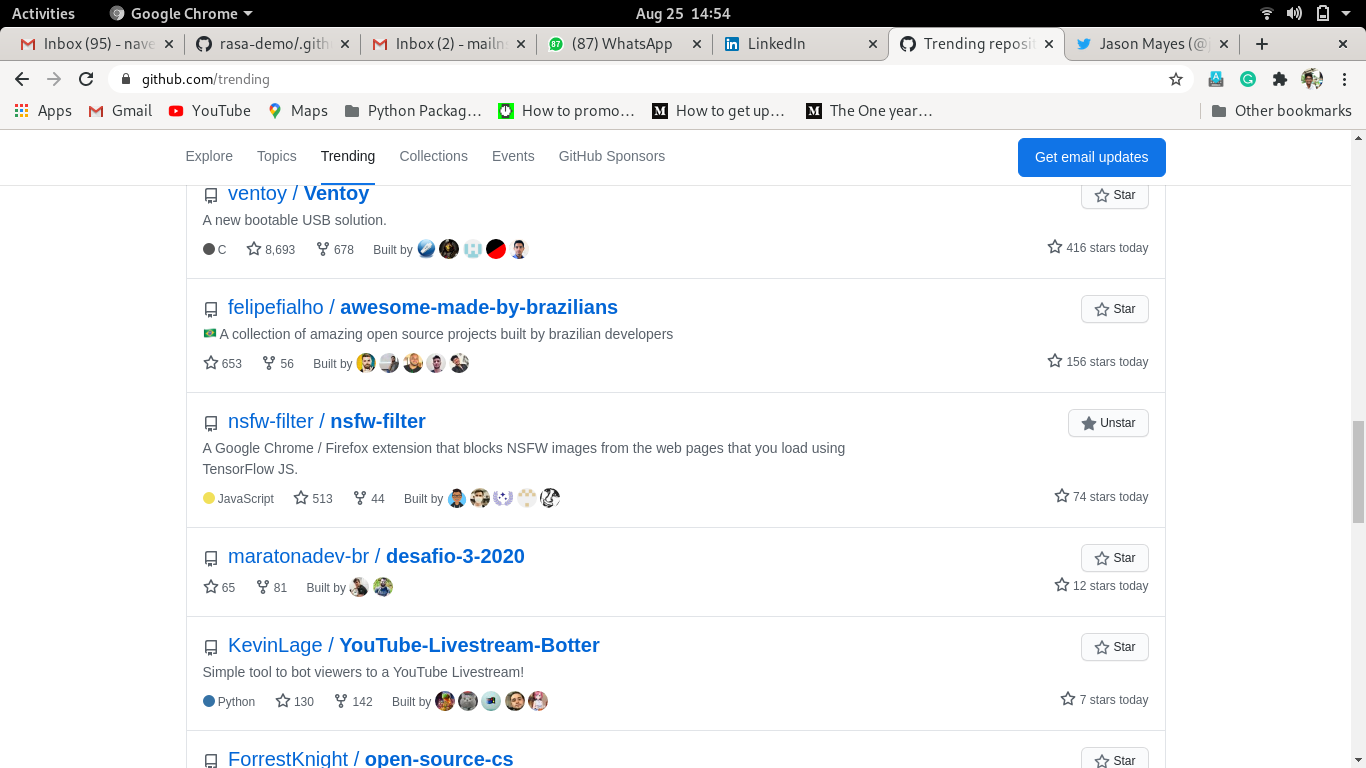 Activities Google Chrome Aug 25 14:54
Inbox (95) - nave rasa-demo/.gith Inbox (2) - mailn (87) WhatsApp LinkedIn Trending reposit Jason Mayes (@j
github.com/trending
Apps Gmail YouTube Maps Python Packag… How to promo… How to get up… The One year… Other bookmarks
Explore Topics Trending Collections Events GitHub Sponsors Get email updates
ventoy / Ventoy Star
A new bootable USB solution.
C 8,693 678 Built by 416 stars today
felipefialho / awesome-made-by-brazilians Star
A collection of amazing open source projects built by brazilian developers
653 56 Built by 156 stars today
nsfw-filter / nsfw-filter Unstar
A Google Chrome / Firefox extension that blocks NSFW images from the web pages that you load using
TensorFlow JS.
JavaScript 513 44 Built by 74 stars today
maratonadev-br / desafio-3-2020 Star
65 81 Built by 12 stars today
KevinLage / YouTube-Livestream-Botter Star
Simple tool to bot viewers to a YouTube Livestream!
Python 130 142 Built by 7 stars today
ForrestKnight / open-source-cs Star